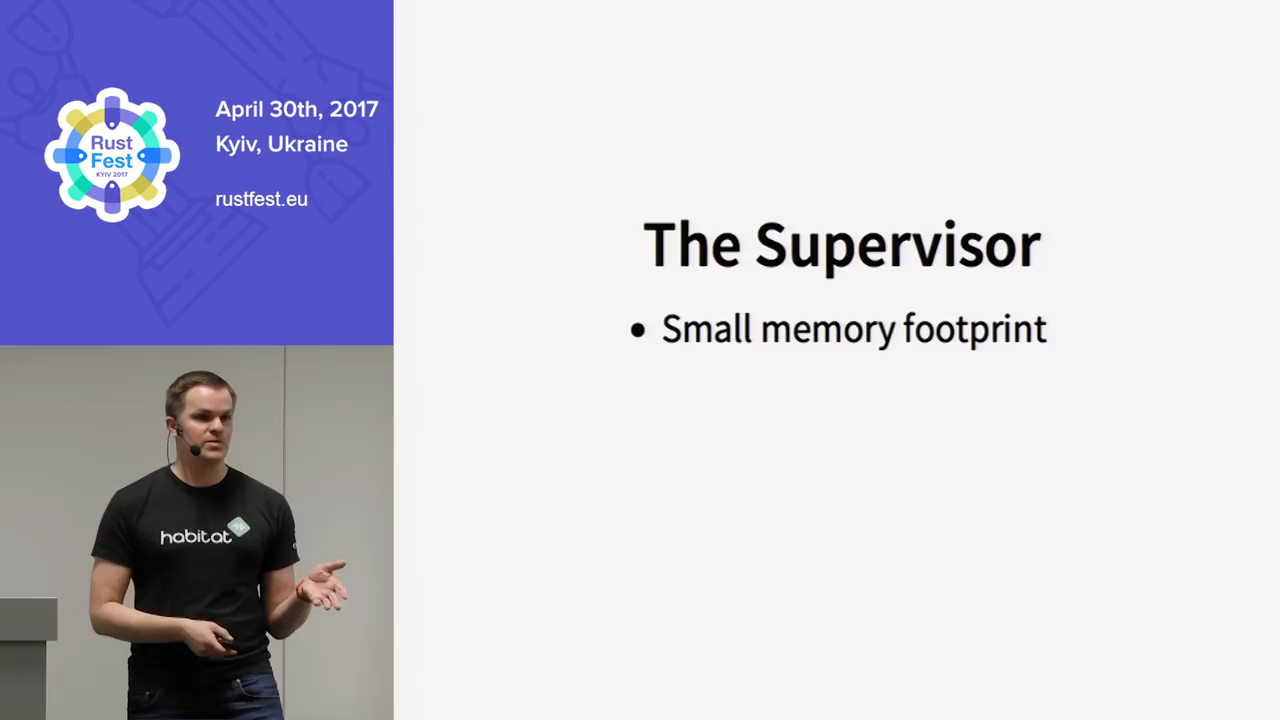 April 30th, 2017
Kyiv, Ukraine
rustfest.eu
Rust
Fest
KYIV 2017
The Supervisor
• Small memory footprint
habitat